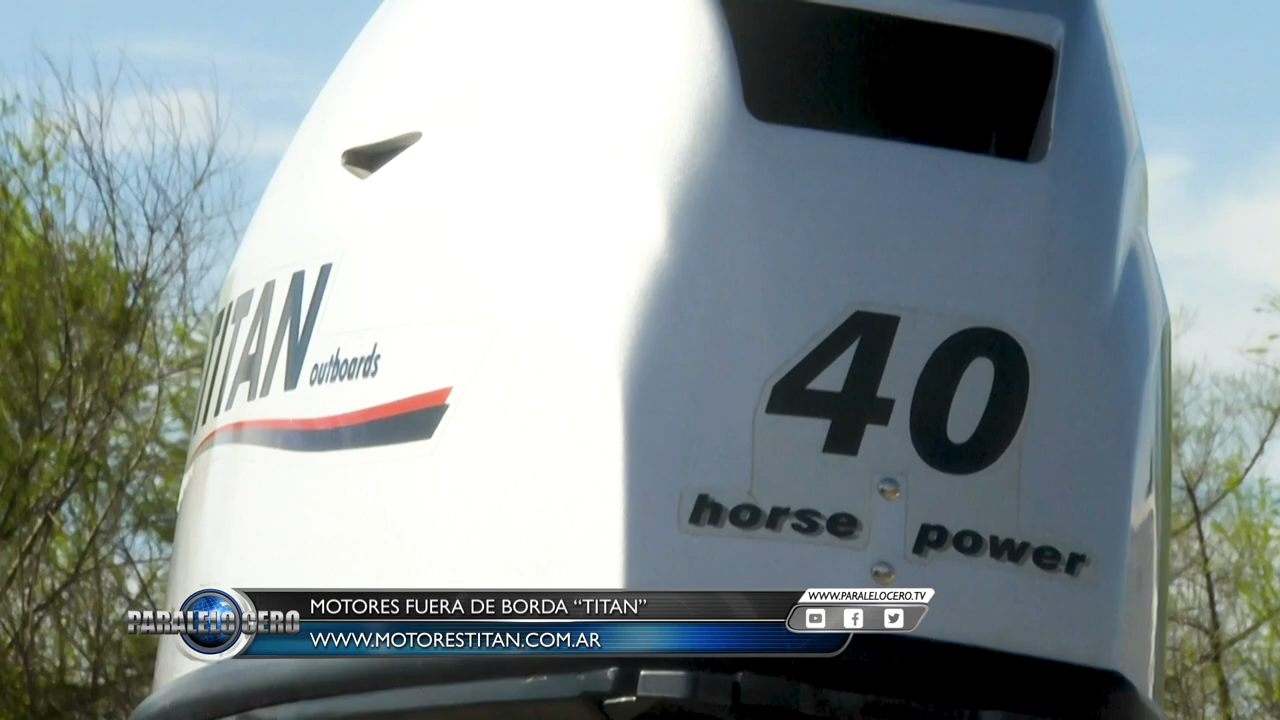 TITAN
outboards
40
horse power
PARALELO CERO
MOTORES FUERA DE BORDA “TITAN”
WWW.MOTORESTITAN.COM.AR
WWW.PARALELOCERO.TV